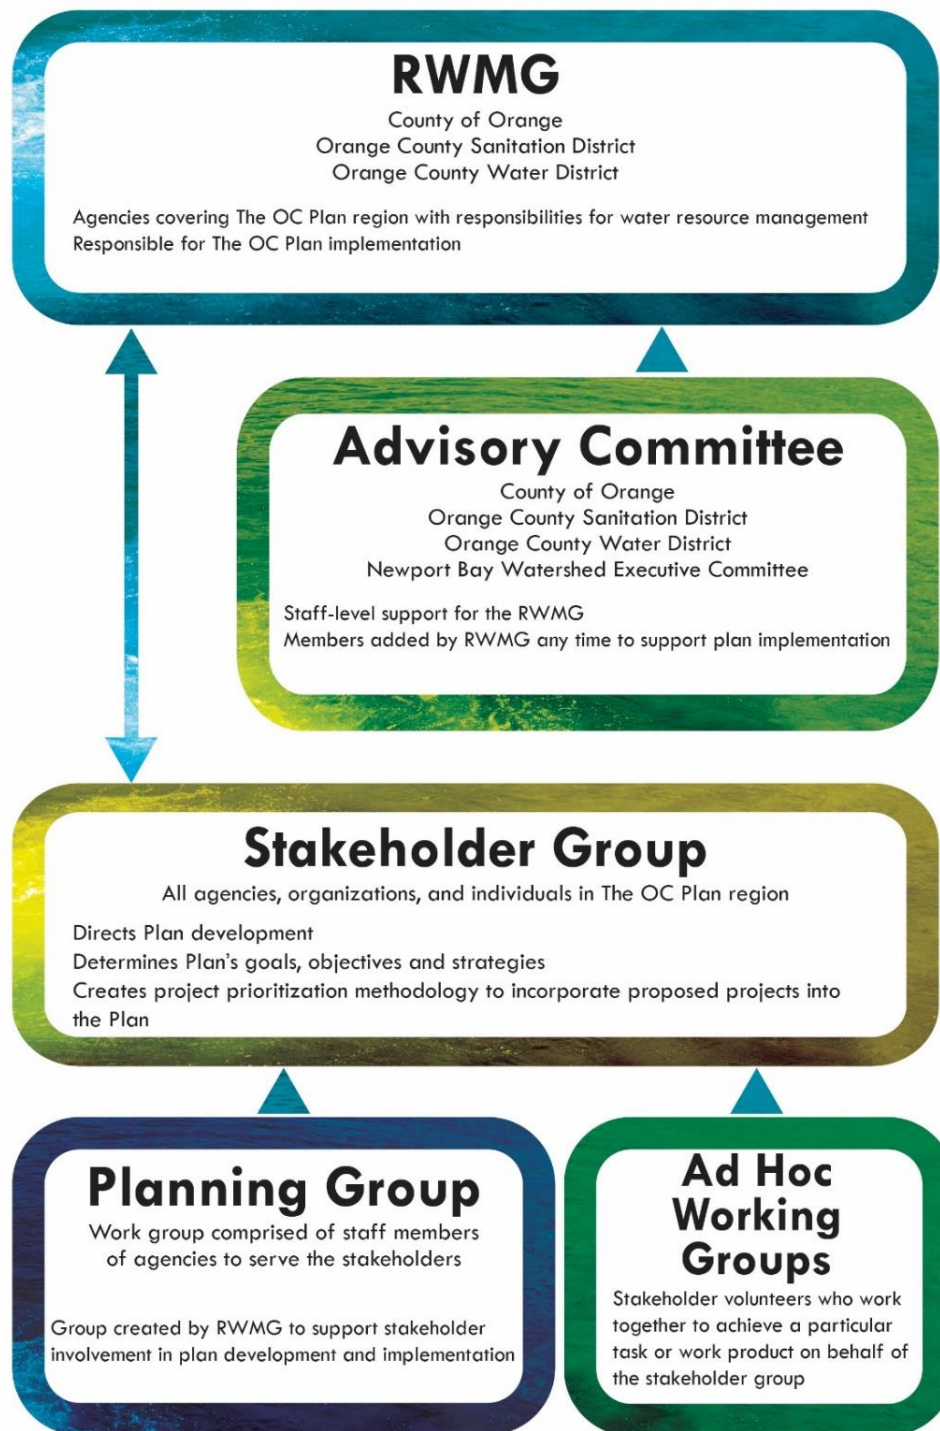 RWMG
County of Orange
Orange County Sanitation District
Orange County Water District
Agencies covering The OC Plan region with responsibilities for water resource management
Responsible for The OC Plan implementation
Advisory Committee
County of Orange
Orange County Sanitation District
Orange County Water District
Newport Bay Watershed Executive Committee
Staff-level support for the RWMG
Members added by RWMG any time to support plan implementation
Stakeholder Group
All agencies, organizations, and individuals in The OC Plan region
Directs Plan development
Determines Plan's goals, objectives and strategies
Creates project prioritization methodology to incorporate proposed projects into
the Plan
Planning Group
Work group comprised of staff members
of agencies to serve the stakeholders
Group created by RWMG to support stakeholder
involvement in plan development and implementation
Ad Hoc
Working
Groups
Stakeholder volunteers who work
together to achieve a particular
task or work product on behalf of
the stakeholder group